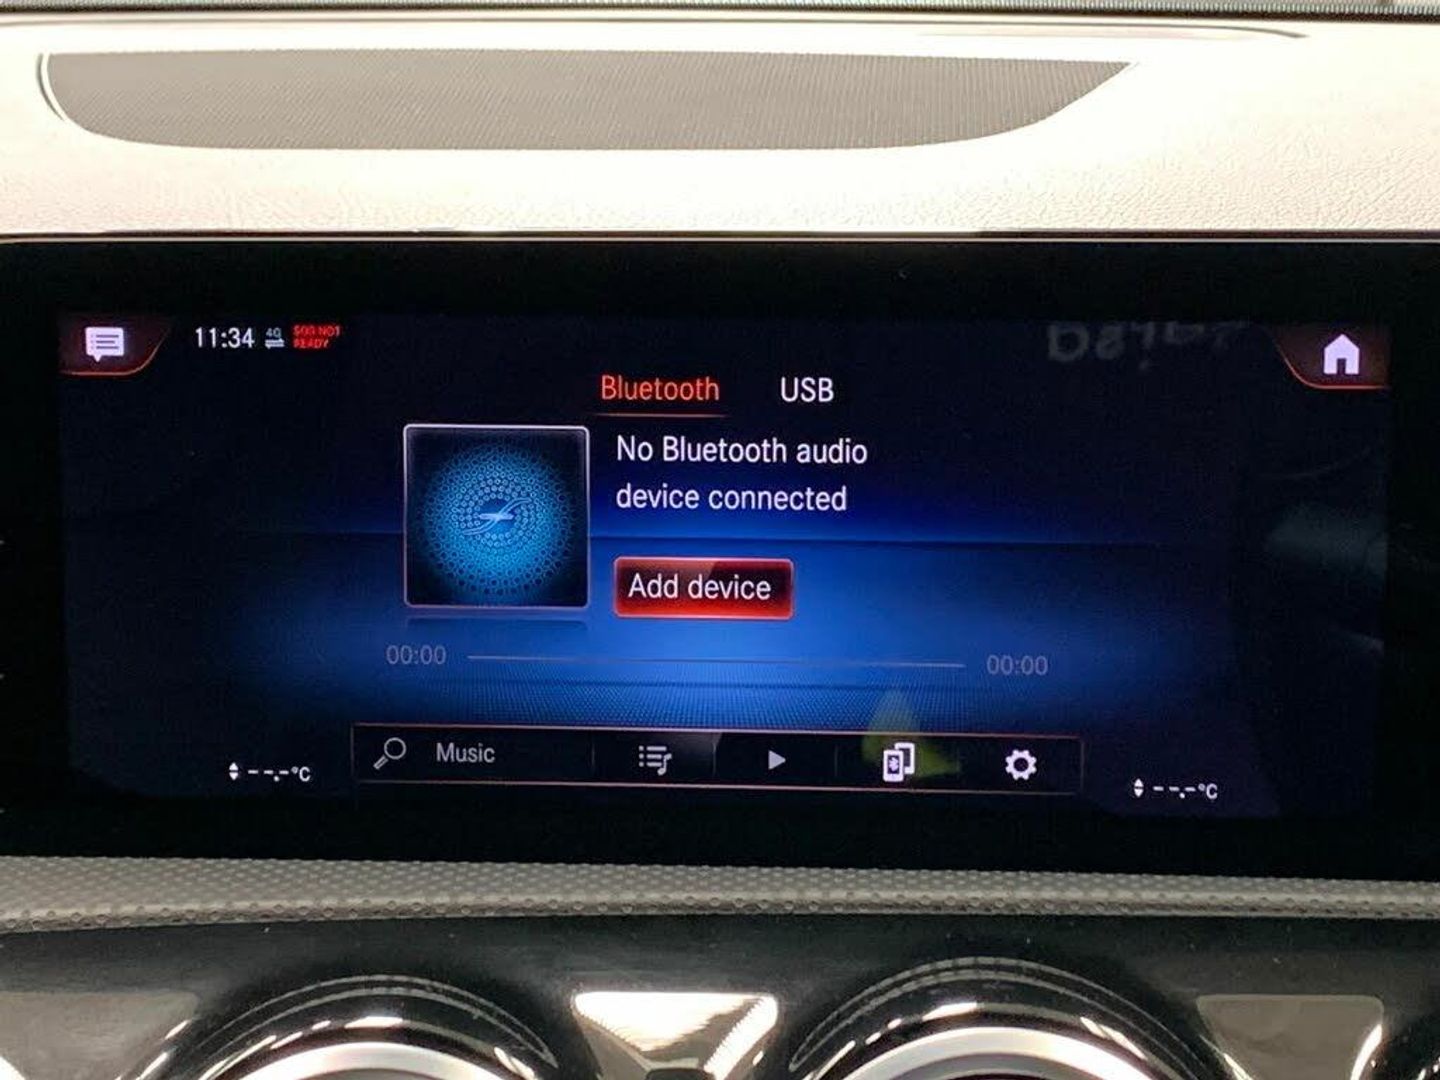 11:34 4G SOS NOT
READY
Bluetooth USB
No Bluetooth audio
device connected
Add device
00:00 00:00
Music
--.-°C --.-°C